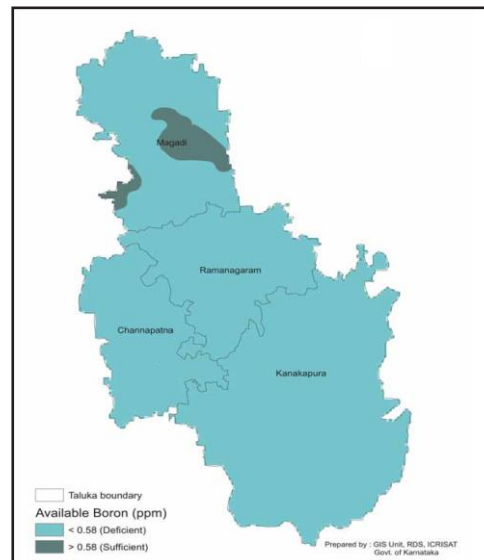 Magadi
Ramanagaram
Channapatna
Kanakapura
Taluka boundary
Available Boron (ppm)
< 0.58 (Deficient)
> 0.58 (Sufficient)
Prepared by : GIS Unit, RDS, ICRISAT
Govt. of Karnataka